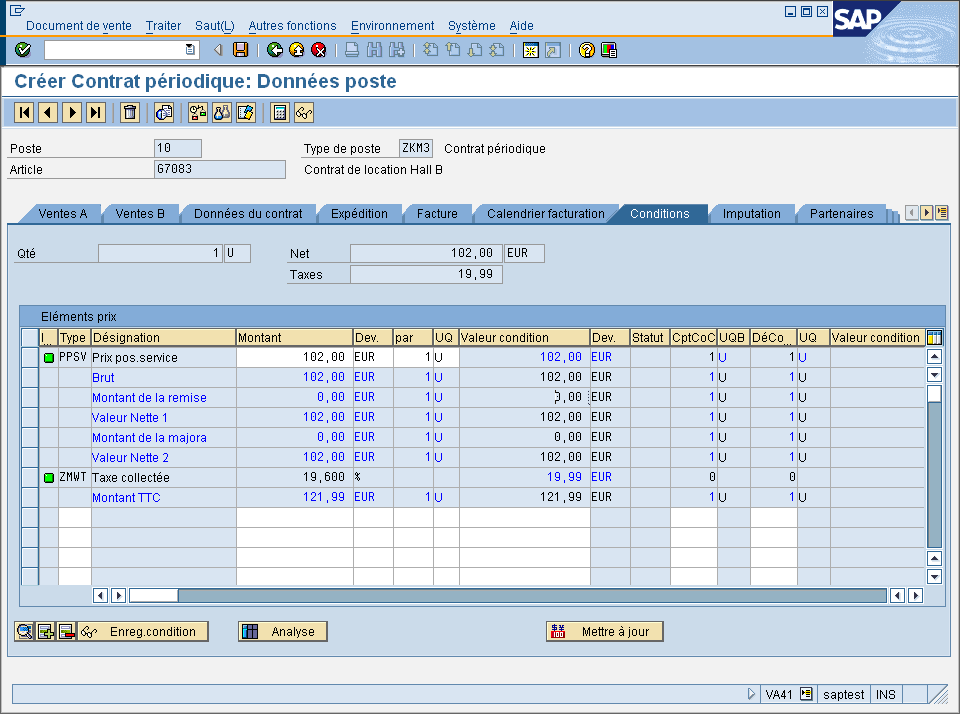 Document de vente Traiter Saut(L) Autres fonctions Environnement Système Aide
SAP
Créer Contrat périodique: Données poste
Poste 10 Type de poste ZKM3 Contrat périodique
Article G7083 Contrat de location Hall B
Ventes A Ventes B Données du contrat Expédition Facture Calendrier facturation Conditions Imputation Partenaires
Qté 1 U Net 102,00 EUR
Taxes 19,99
Eléments prix
I... Type Désignation Montant Dev. par UQ Valeur condition Dev. Statut CptCoC UQB DéCo... UQ Valeur condition
PPSV Prix pos.service 102,00 EUR 1 U 102,00 EUR 1 U 1 U
Brut 102,00 EUR 1 U 102,00 EUR 1 U 1 U
Montant de la remise 0,00 EUR 1 U 0,00 EUR 1 U 1 U
Valeur Nette 1 102,00 EUR 1 U 102,00 EUR 1 U 1 U
Montant de la majora 0,00 EUR 1 U 0,00 EUR 1 U 1 U
Valeur Nette 2 102,00 EUR 1 U 102,00 EUR 1 U 1 U
ZMWT Taxe collectée 19,600 % 19,99 EUR 0 0
Montant TTC 121,99 EUR 1 U 121,99 EUR 1 U 1 U
Enreg.condition Analyse Mettre à jour
VA41 saptest INS